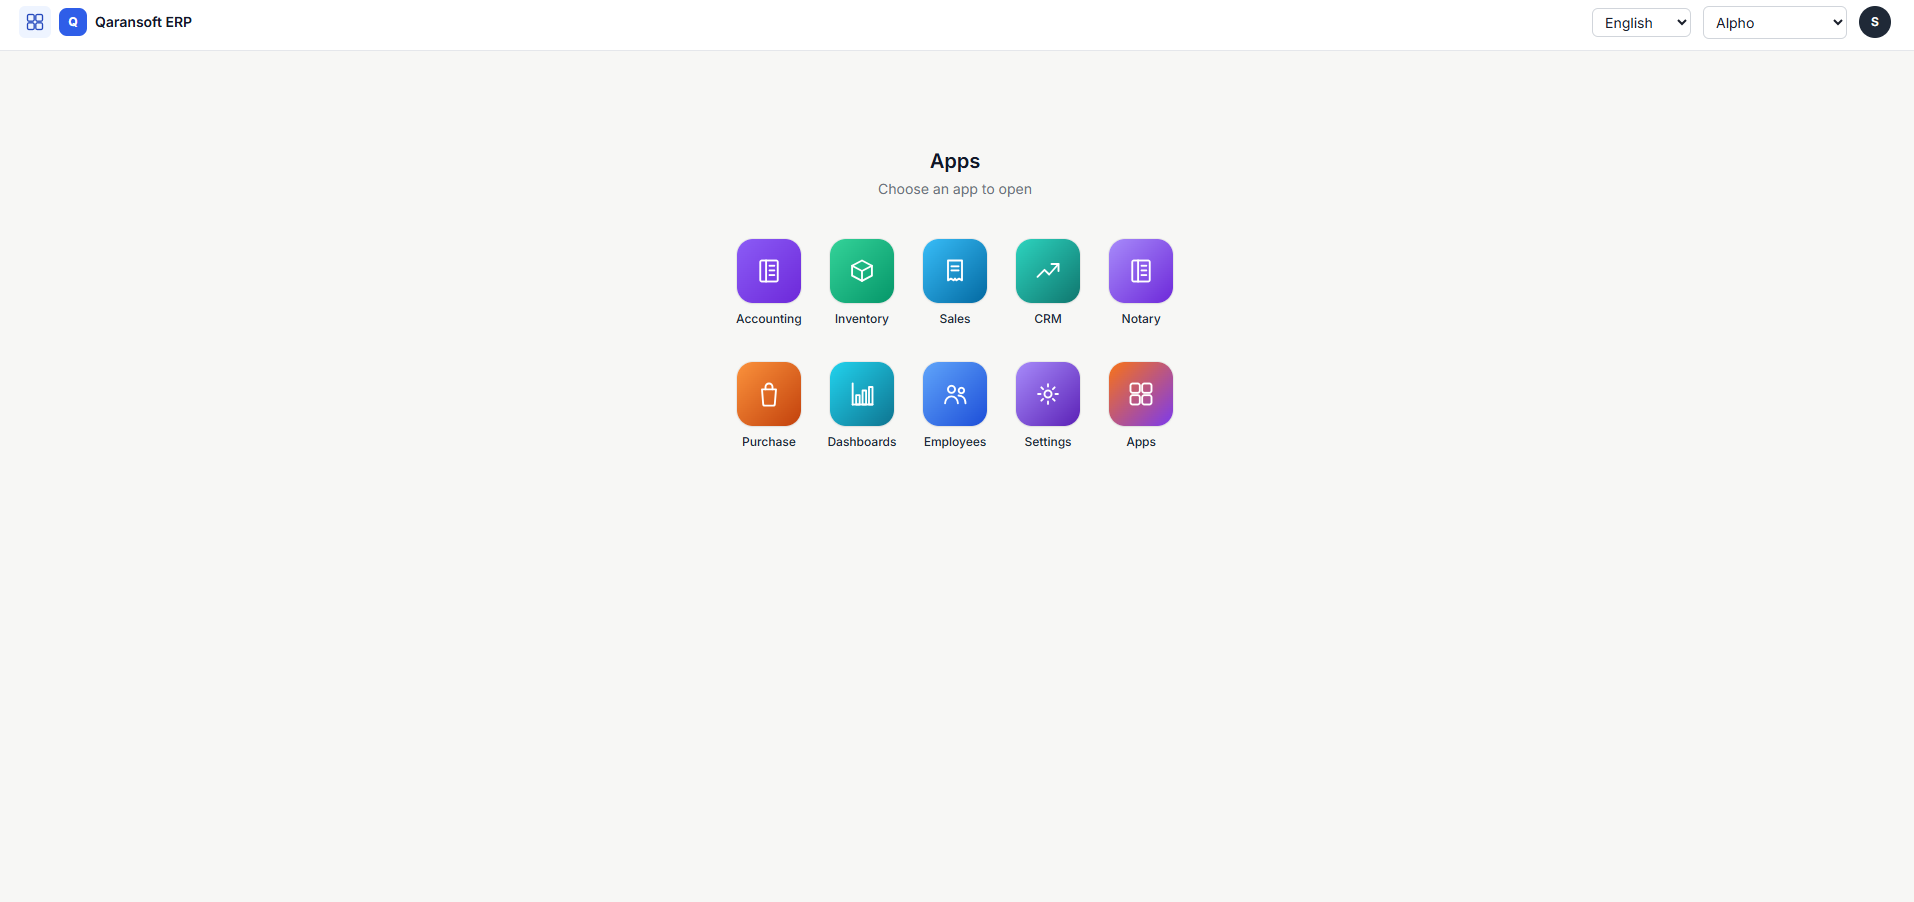 Q Qaransoft ERP English Alpho S
Apps
Choose an app to open
Accounting Inventory Sales CRM Notary
Purchase Dashboards Employees Settings Apps